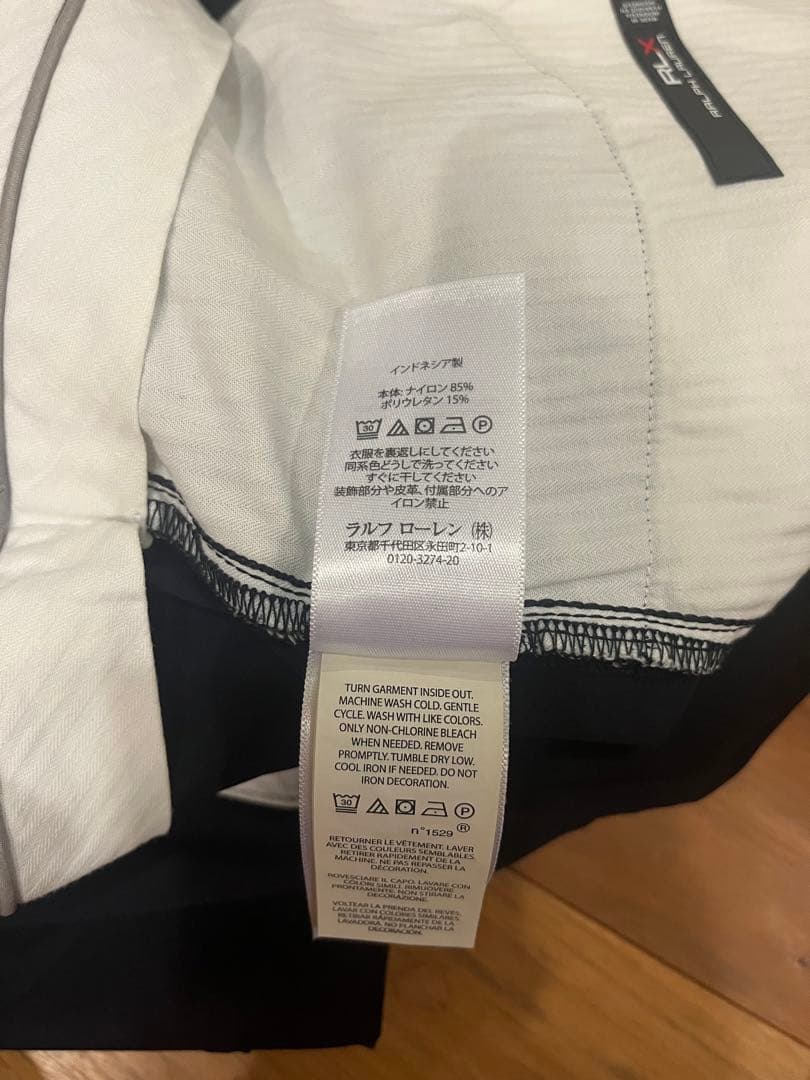 RLX
RALPH LAUREN
インドネシア製
本体: ナイロン 85%
ポリウレタン 15%
30 P
衣服を裏返しにしてください
同系色どうしで洗ってください
すぐに干してください
装飾部分や皮革、付属部分へのア
イロン禁止
ラルフ ローレン (株)
東京都千代田区永田町2-10-1
0120-3274-20
TURN GARMENT INSIDE OUT.
MACHINE WASH COLD. GENTLE
CYCLE. WASH WITH LIKE COLORS.
ONLY NON-CHLORINE BLEACH
WHEN NEEDED. REMOVE
PROMPTLY. TUMBLE DRY LOW.
COOL IRON IF NEEDED. DO NOT
IRON DECORATION.
30 P
n°1529 ®
RETOURNER LE VÊTEMENT. LAVER
AVEC DES COULEURS SEMBLABLES.
RETIRER RAPIDEMENT DE LA
MACHINE. NE PAS REPASSER LA
DÉCORATION.
ROVESCIARE IL CAPO. LAVARE CON
COLORI SIMILI. RIMUOVERE
PRONTAMENTE. NON STIRARE LA
DECORAZIONE.
VOLTEAR LA PRENDA DEL REVÉS.
LAVAR CON COLORES SIMILARES.
RETIRAR RÁPIDAMENTE DE LA
LAVADORA. NO PLANCHAR LA
DECORACIÓN.